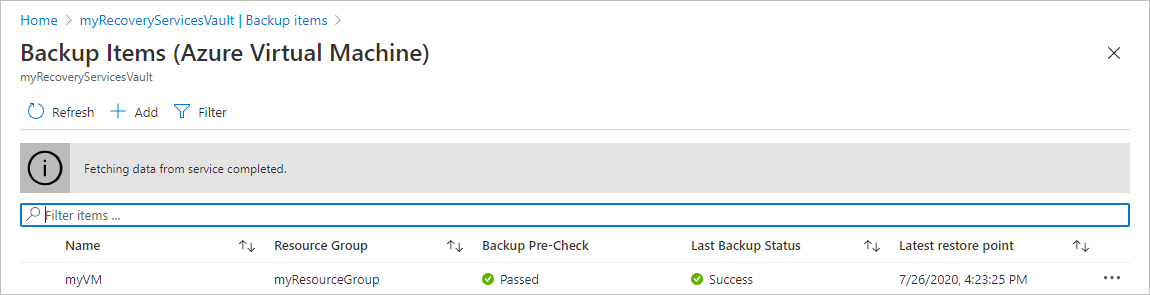 Home > myRecoveryServicesVault | Backup items >
Backup Items (Azure Virtual Machine)
myRecoveryServicesVault
Refresh Add Filter
Fetching data from service completed.
Filter items ...
Name Resource Group Backup Pre-Check Last Backup Status Latest restore point
myVM myResourceGroup Passed Success 7/26/2020, 4:23:25 PM